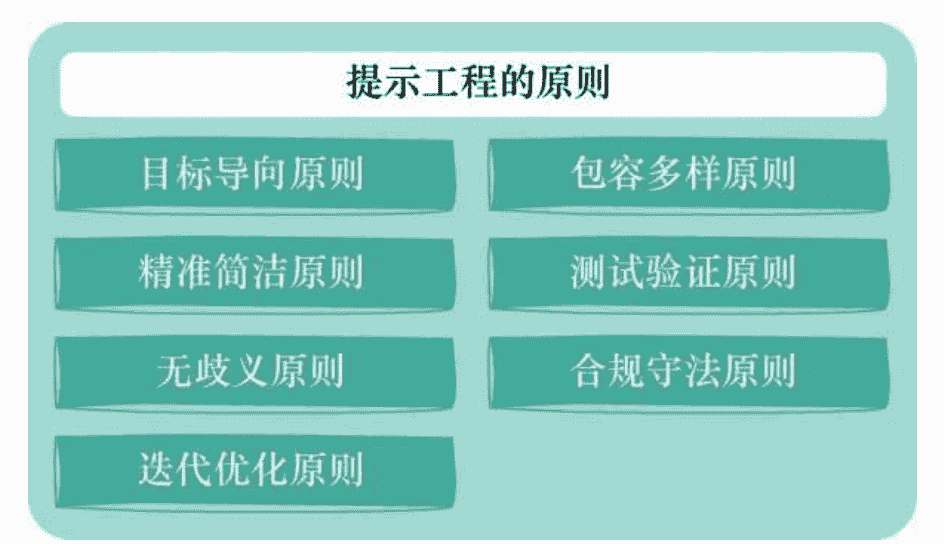 提示工程的原则
目标导向原则
包容多样原则
精准简洁原则
测试验证原则
无歧义原则
合规守法原则
迭代优化原则